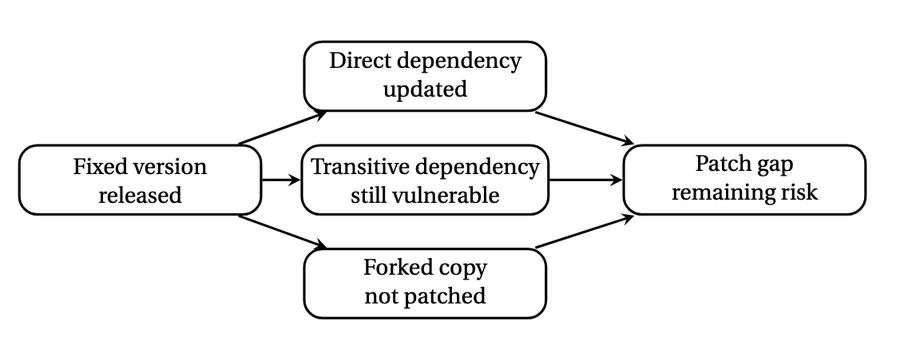 Direct dependency
updated
Fixed version
released
Transitive dependency
still vulnerable
Patch gap
remaining risk
Forked copy
not patched